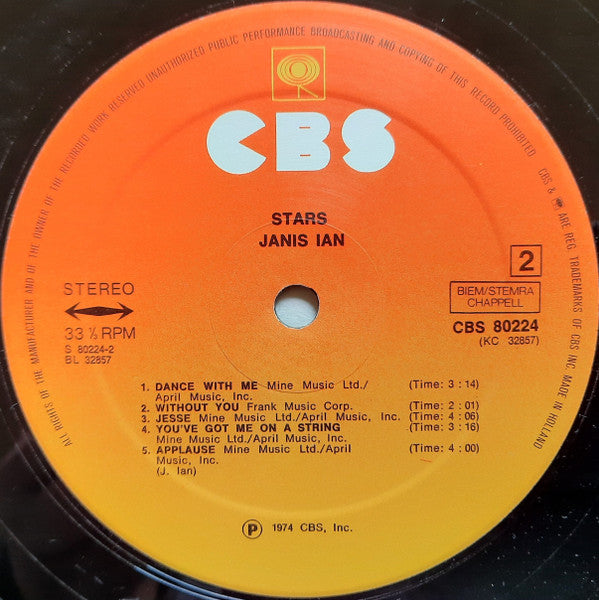 ALL RIGHTS OF THE MANUFACTURER AND OF THE OWNER OF THE RECORDED WORK RESERVED UNAUTHORIZED PUBLIC PERFORMANCE BROADCASTING AND COPYING OF THIS RECORD PROHIBITED
CBS & ARE REG. TRADEMARKS OF CBS INC. MADE IN HOLLAND
CBS
STARS
JANIS IAN
2
STEREO
33 ⅓ RPM
S 80224-2
BL 32857
BIEM/STEMRA
CHAPPELL
CBS 80224
(KC 32857)
1. DANCE WITH ME Mine Music Ltd./ (Time: 3 : 14)
April Music, Inc.
2. WITHOUT YOU Frank Music Corp. (Time: 2 : 01)
3. JESSE Mine Music Ltd./April Music, Inc. (Time: 4 : 06)
4. YOU'VE GOT ME ON A STRING (Time: 3 : 16)
Mine Music Ltd./April Music, Inc.
5. APPLAUSE Mine Music Ltd./April (Time: 4 : 00)
Music, Inc.
(J. Ian)
℗ 1974 CBS, Inc.